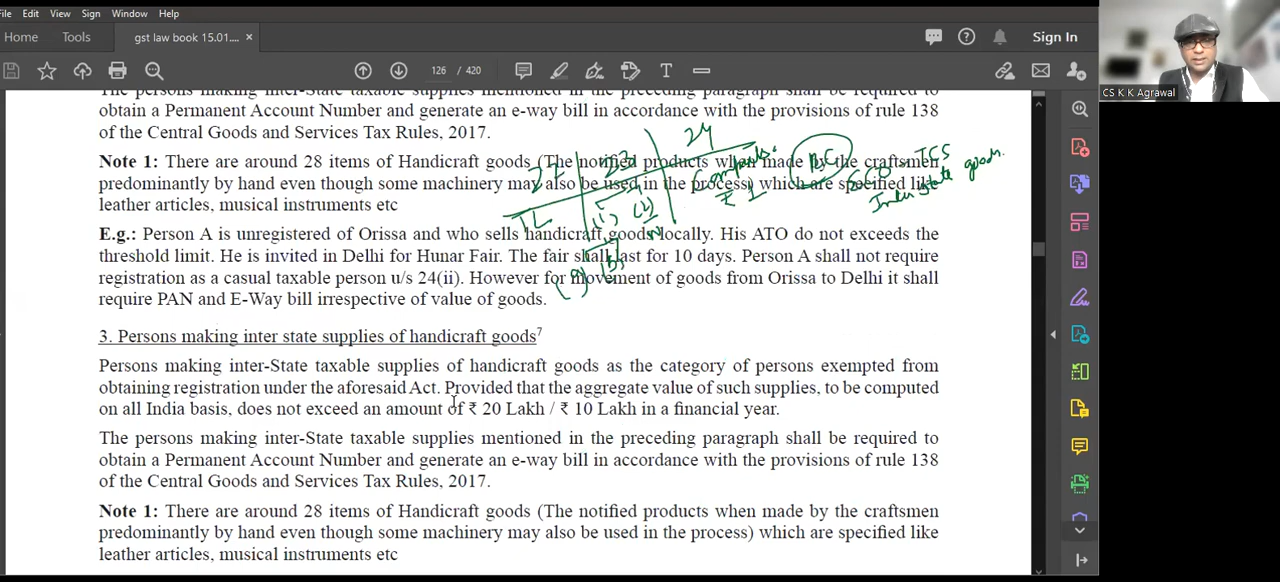 File Edit View Sign Window Help
Home Tools gst law book 15.01.... × Sign In
126 / 420
CS K K Agrawal
The persons making inter-State taxable supplies mentioned in the preceding paragraph shall be required to
obtain a Permanent Account Number and generate an e-way bill in accordance with the provisions of rule 138
of the Central Goods and Services Tax Rules, 2017.
24
Note 1: There are around 28 items of Handicraft goods (The notified products when made by the craftsmen
predominantly by hand even though some machinery may also be used in the process) which are specified like
leather articles, musical instruments etc
27 23 Compuls. RC ECO TCS
Inter state goods.
E.g.: Person A is unregistered of Orissa and who sells handicraft goods locally. His ATO do not exceeds the
threshold limit. He is invited in Delhi for Hunar Fair. The fair shall last for 10 days. Person A shall not require
registration as a casual taxable person u/s 24(ii). However for movement of goods from Orissa to Delhi it shall
require PAN and E-Way bill irrespective of value of goods.
3. Persons making inter state supplies of handicraft goods7
Persons making inter-State taxable supplies of handicraft goods as the category of persons exempted from
obtaining registration under the aforesaid Act. Provided that the aggregate value of such supplies, to be computed
on all India basis, does not exceed an amount of ₹ 20 Lakh / ₹ 10 Lakh in a financial year.
The persons making inter-State taxable supplies mentioned in the preceding paragraph shall be required to
obtain a Permanent Account Number and generate an e-way bill in accordance with the provisions of rule 138
of the Central Goods and Services Tax Rules, 2017.
Note 1: There are around 28 items of Handicraft goods (The notified products when made by the craftsmen
predominantly by hand even though some machinery may also be used in the process) which are specified like
leather articles, musical instruments etc